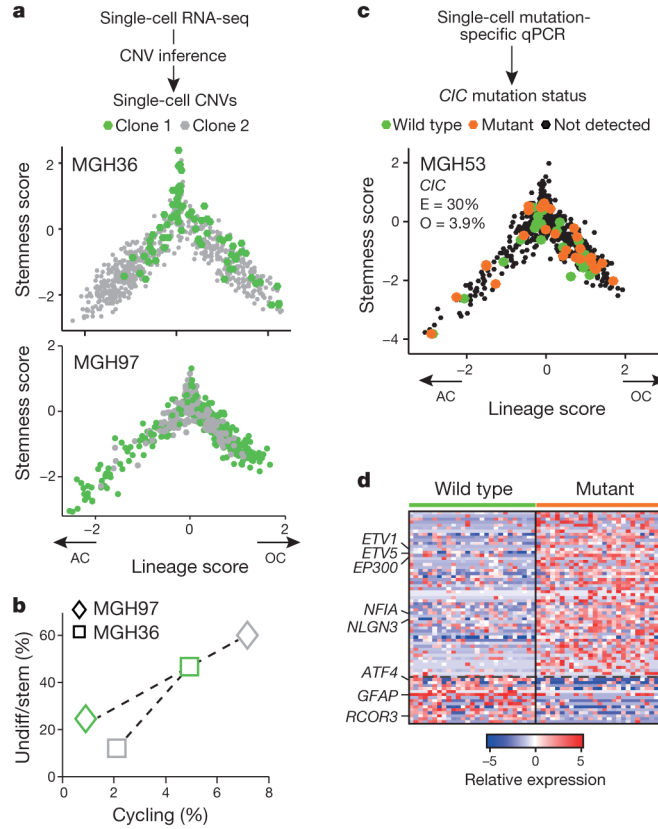 a
Single-cell RNA-seq
CNV inference
Single-cell CNVs
Clone 1 Clone 2
MGH36
Stemness score
2
0
−2
MGH97
Stemness score
2
0
−2
−2 0 2
AC Lineage score OC
b
MGH97
MGH36
Undiff/stem (%)
60
40
20
0
0 2 4 6 8
Cycling (%)
c
Single-cell mutation-
specific qPCR
CIC mutation status
Wild type Mutant Not detected
MGH53
CIC
E = 30%
O = 3.9%
Stemness score
2
0
−2
−4
−2 0 2
AC Lineage score OC
d
Wild type Mutant
ETV1
ETV5
EP300
NFIA
NLGN3
ATF4
GFAP
RCOR3
−5 0 5
Relative expression